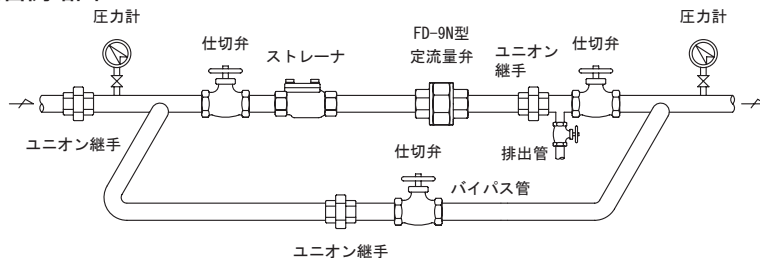 圧力計
仕切弁
ストレーナ
FD-9N型
定流量弁
ユニオン
継手
仕切弁
圧力計
ユニオン継手
排出管
仕切弁
バイパス管
ユニオン継手